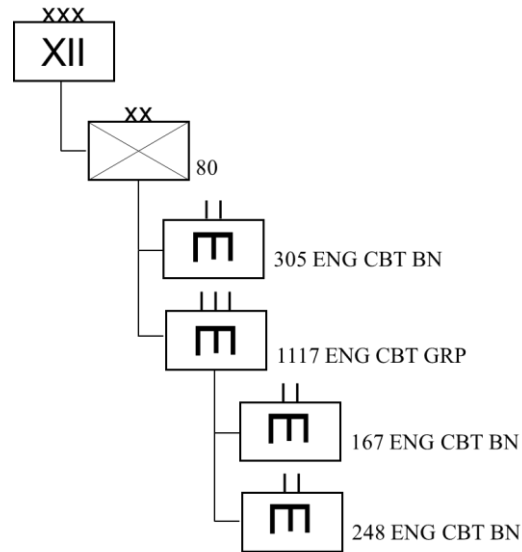 XXX
XII
XX
80
305 ENG CBT BN
1117 ENG CBT GRP
167 ENG CBT BN
248 ENG CBT BN